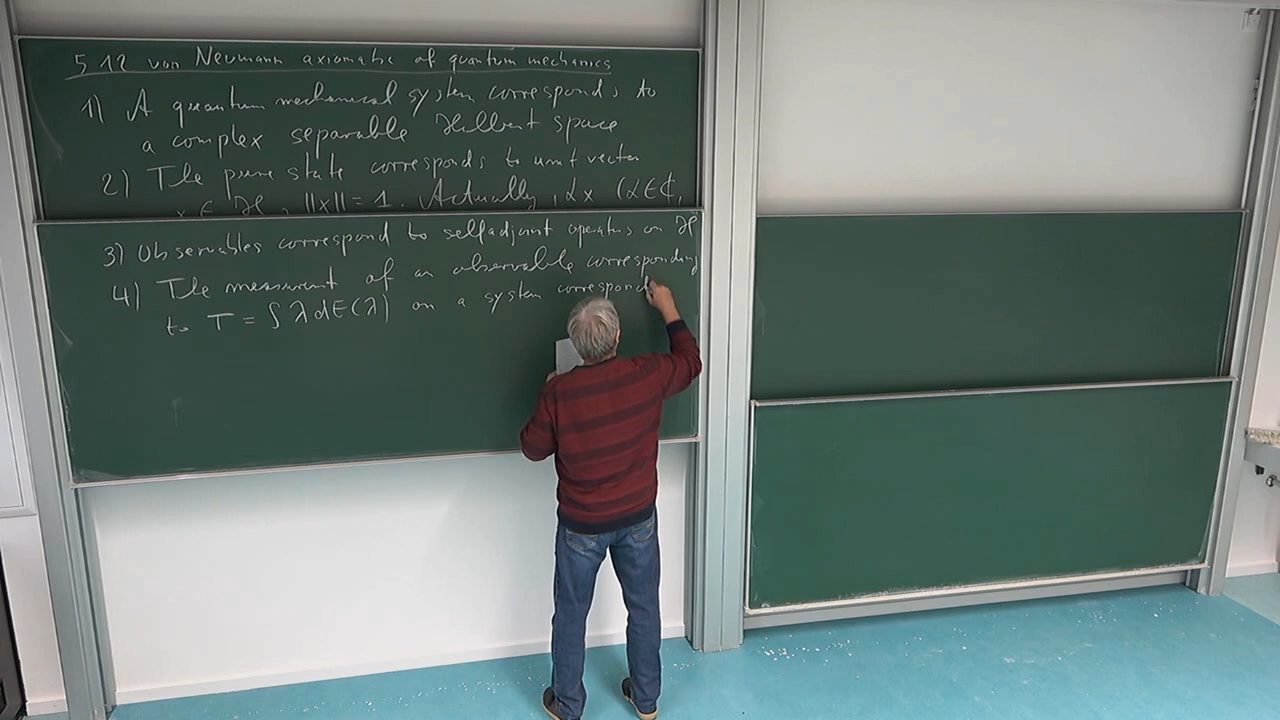 5.12 von Neumann axiomatic of quantum mechanics
1) A quantum mechanical system corresponds to
a complex separable Hilbert space
2) The pure state corresponds to unit vector
x ∈ ℋ, ||x|| = 1. Actually, αx (α ∈ ℂ,
3) Observables correspond to selfadjoint operators on ℋ
4) The measurement of an observable corresponding
to T = ∫ λ dE(λ) on a system correspond